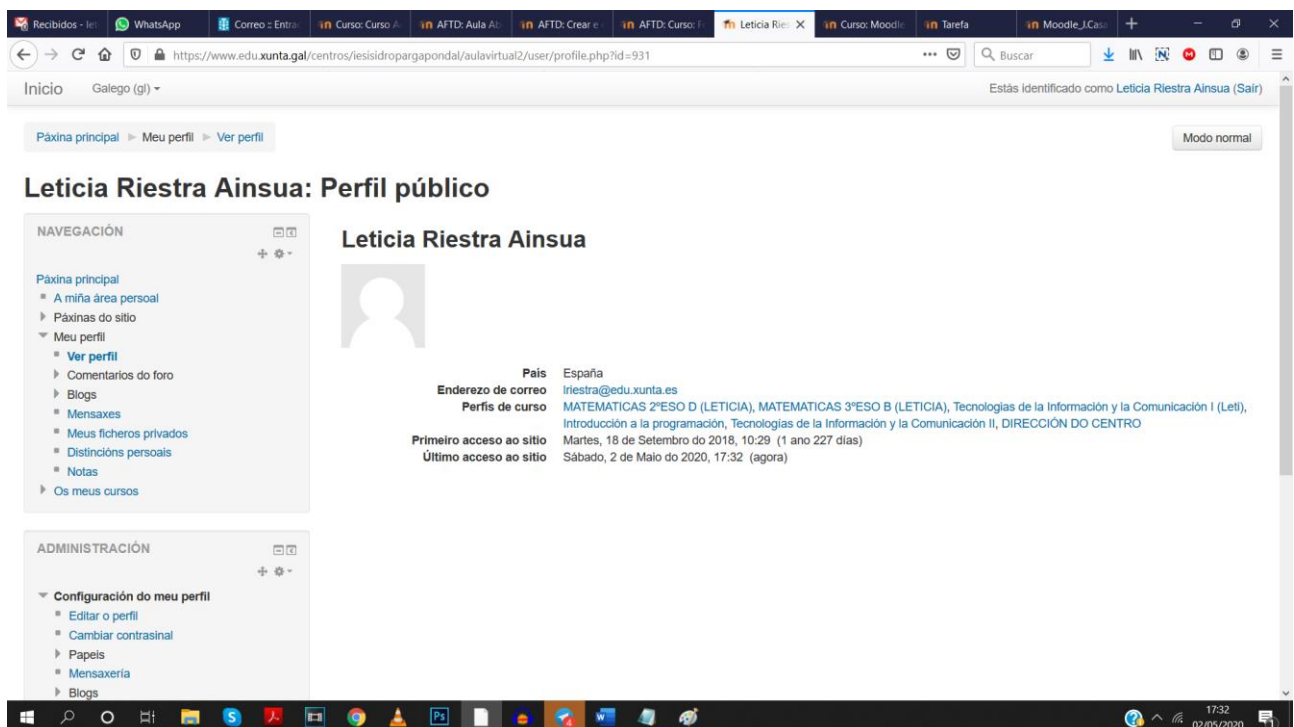 Recibidos - let
WhatsApp
Correo :: Entra
Curso: Curso A
AFTD: Aula Ab
AFTD: Crear e
AFTD: Curso: F
Leticia Ries
Curso: Moodle
Tarefa
Moodle_J.Casa
https://www.edu.xunta.gal/centros/iesisidropargapondal/aulavirtual2/user/profile.php?id=931
Buscar
Inicio Galego (gl)
Estás identificado como Leticia Riestra Ainsua (Saír)
Páxina principal Meu perfil Ver perfil
Modo normal
Leticia Riestra Ainsua: Perfil público
NAVEGACIÓN
Páxina principal
A miña área persoal
Páxinas do sitio
Meu perfil
Ver perfil
Comentarios do foro
Blogs
Mensaxes
Meus ficheros privados
Distincións persoais
Notas
Os meus cursos
ADMINISTRACIÓN
Configuración do meu perfil
Editar o perfil
Cambiar contrasinal
Papeis
Mensaxería
Blogs
Leticia Riestra Ainsua
País España
Enderezo de correo lriestra@edu.xunta.es
Perfís de curso MATEMATICAS 2ºESO D (LETICIA), MATEMATICAS 3ºESO B (LETICIA), Tecnologias de la Información y la Comunicación I (Leti),
Introducción a la programación, Tecnologías de la Información y la Comunicación II, DIRECCIÓN DO CENTRO
Primeiro acceso ao sitio Martes, 18 de Setembro do 2018, 10:29 (1 ano 227 días)
Último acceso ao sitio Sábado, 2 de Maio do 2020, 17:32 (agora)
Ps
17:32
02/05/2020